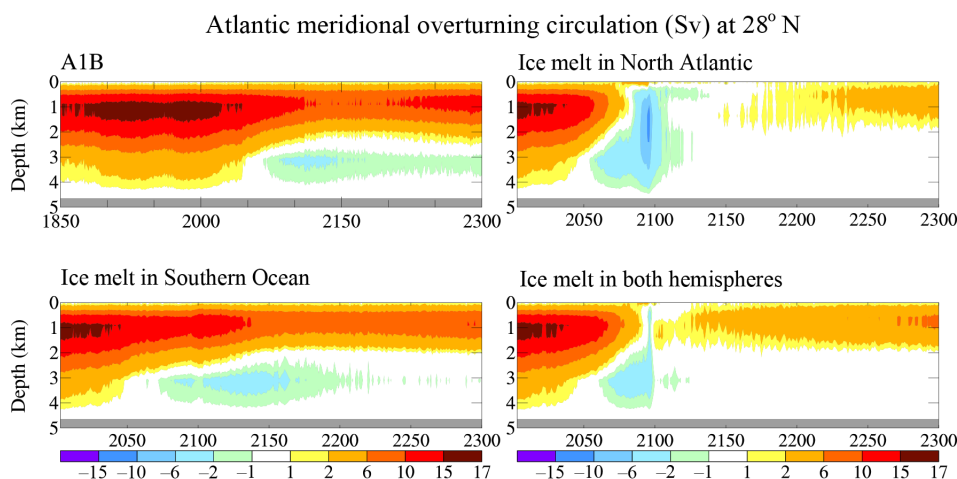 Atlantic meridional overturning circulation (Sv) at 28° N
A1B
Ice melt in North Atlantic
Depth (km)
0
1
2
3
4
5
1850 2000 2150 2300
0
1
2
3
4
5
2050 2100 2150 2200 2250 2300
Ice melt in Southern Ocean
Ice melt in both hemispheres
Depth (km)
0
1
2
3
4
5
2050 2100 2150 2200 2250 2300
0
1
2
3
4
5
2050 2100 2150 2200 2250 2300
−15 −10 −6 −2 −1 1 2 6 10 15 17
−15 −10 −6 −2 −1 1 2 6 10 15 17